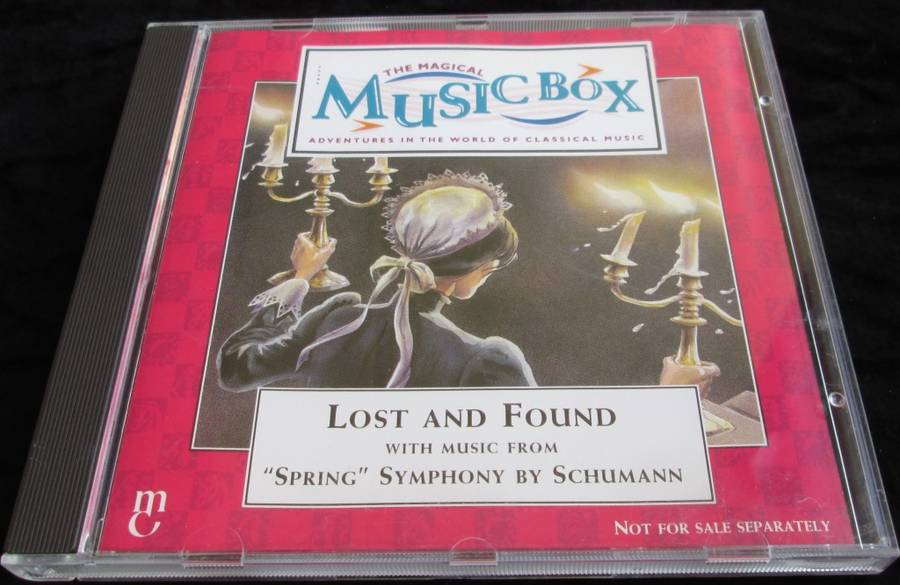 THE MAGICAL
MUSIC BOX
ADVENTURES IN THE WORLD OF CLASSICAL MUSIC
LOST AND FOUND
WITH MUSIC FROM
"SPRING" SYMPHONY BY SCHUMANN
mc
NOT FOR SALE SEPARATELY